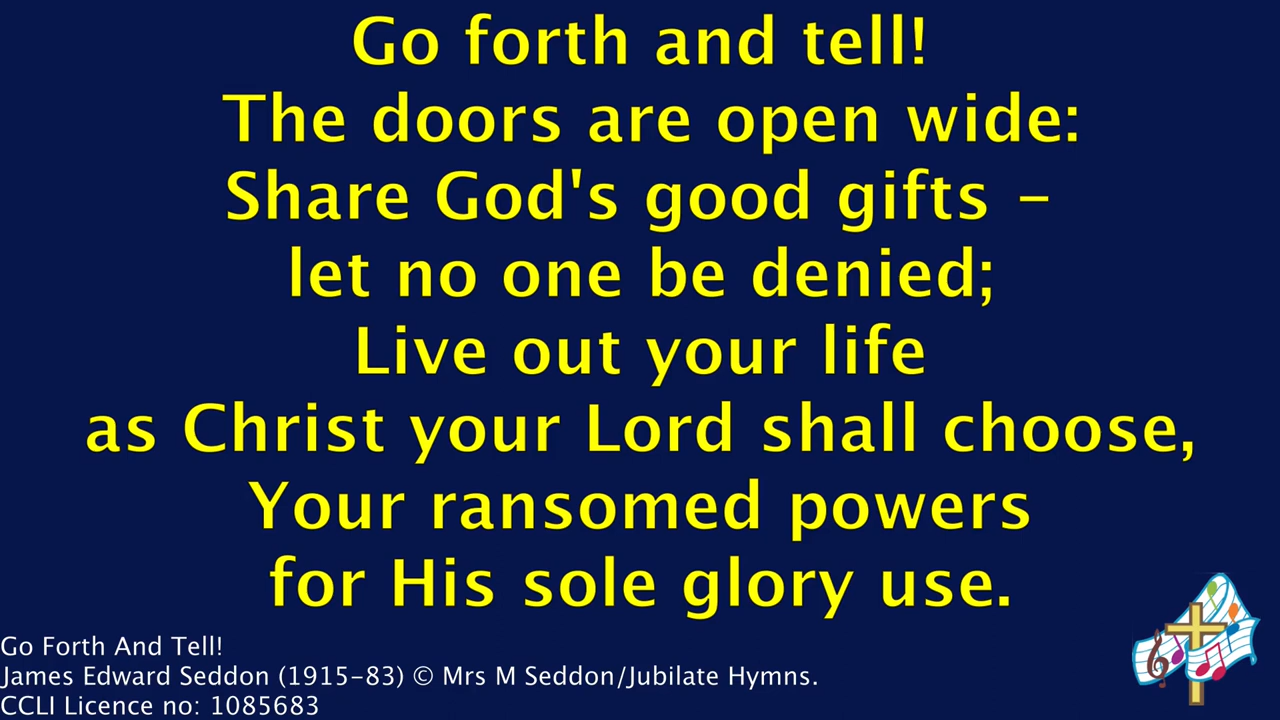 Go forth and tell!
The doors are open wide:
Share God's good gifts –
let no one be denied;
Live out your life
as Christ your Lord shall choose,
Your ransomed powers
for His sole glory use.
Go Forth And Tell!
James Edward Seddon (1915–83) © Mrs M Seddon/Jubilate Hymns.
CCLI Licence no: 1085683